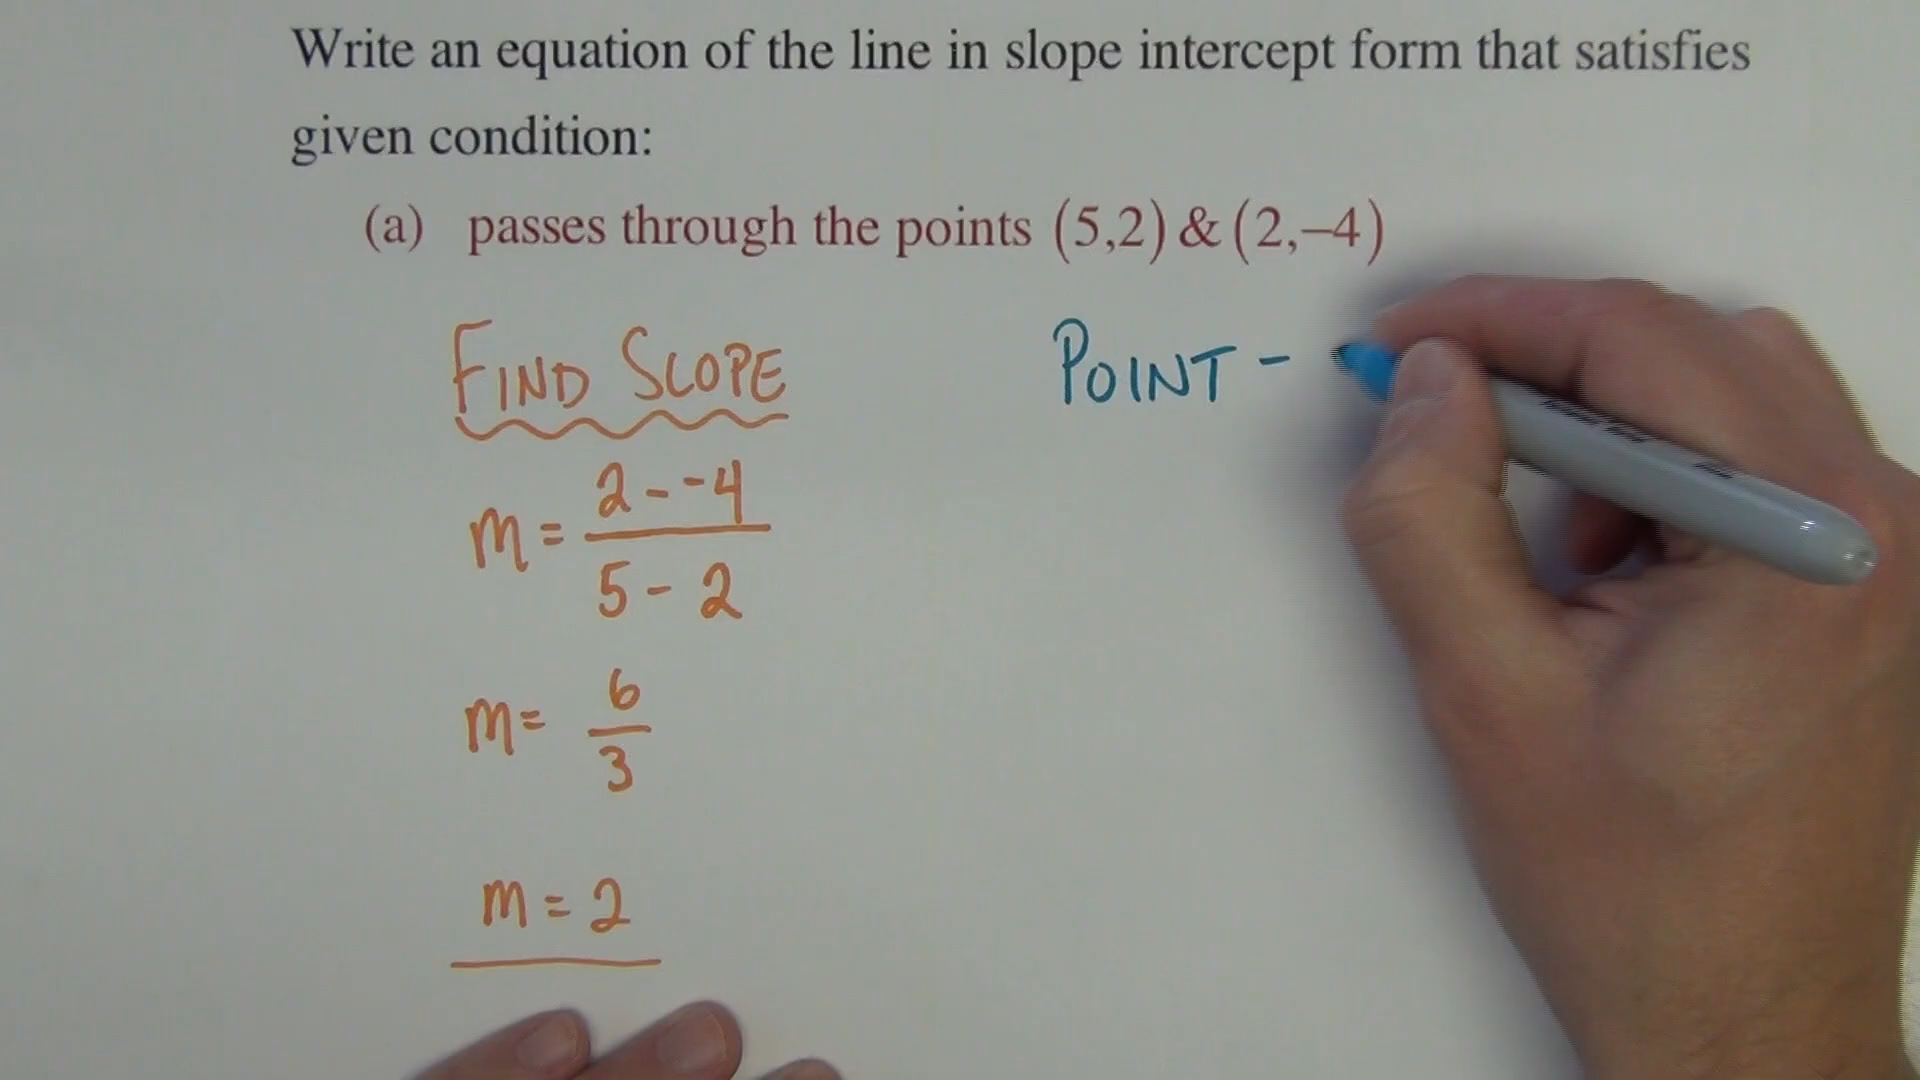 Write an equation of the line in slope intercept form that satisfies
given condition:
(a) passes through the points (5,2) & (2,–4)
FIND SLOPE
POINT -
m = 2 - -4 / 5 - 2
m = 6 / 3
m = 2